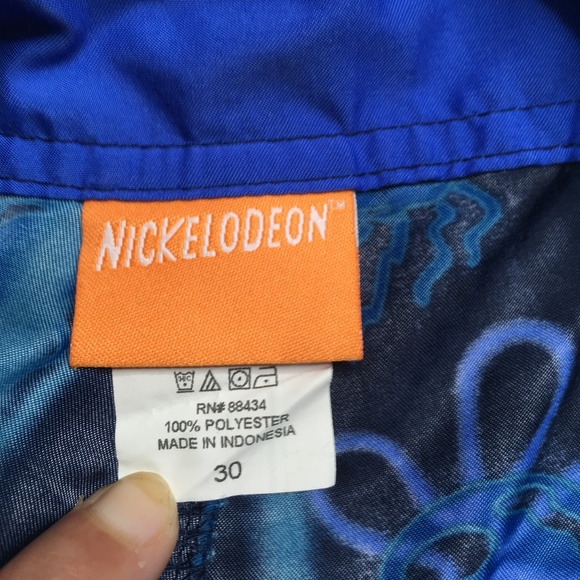 NICKELODEON™
RN# 88434
100% POLYESTER
MADE IN INDONESIA
30